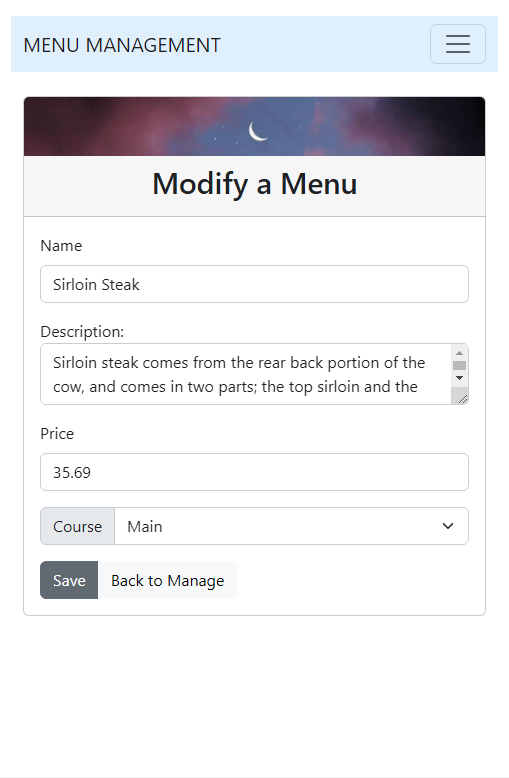 MENU MANAGEMENT
Modify a Menu
Name
Sirloin Steak
Description:
Sirloin steak comes from the rear back portion of the
cow, and comes in two parts; the top sirloin and the
Price
35.69
Course Main
Save Back to Manage